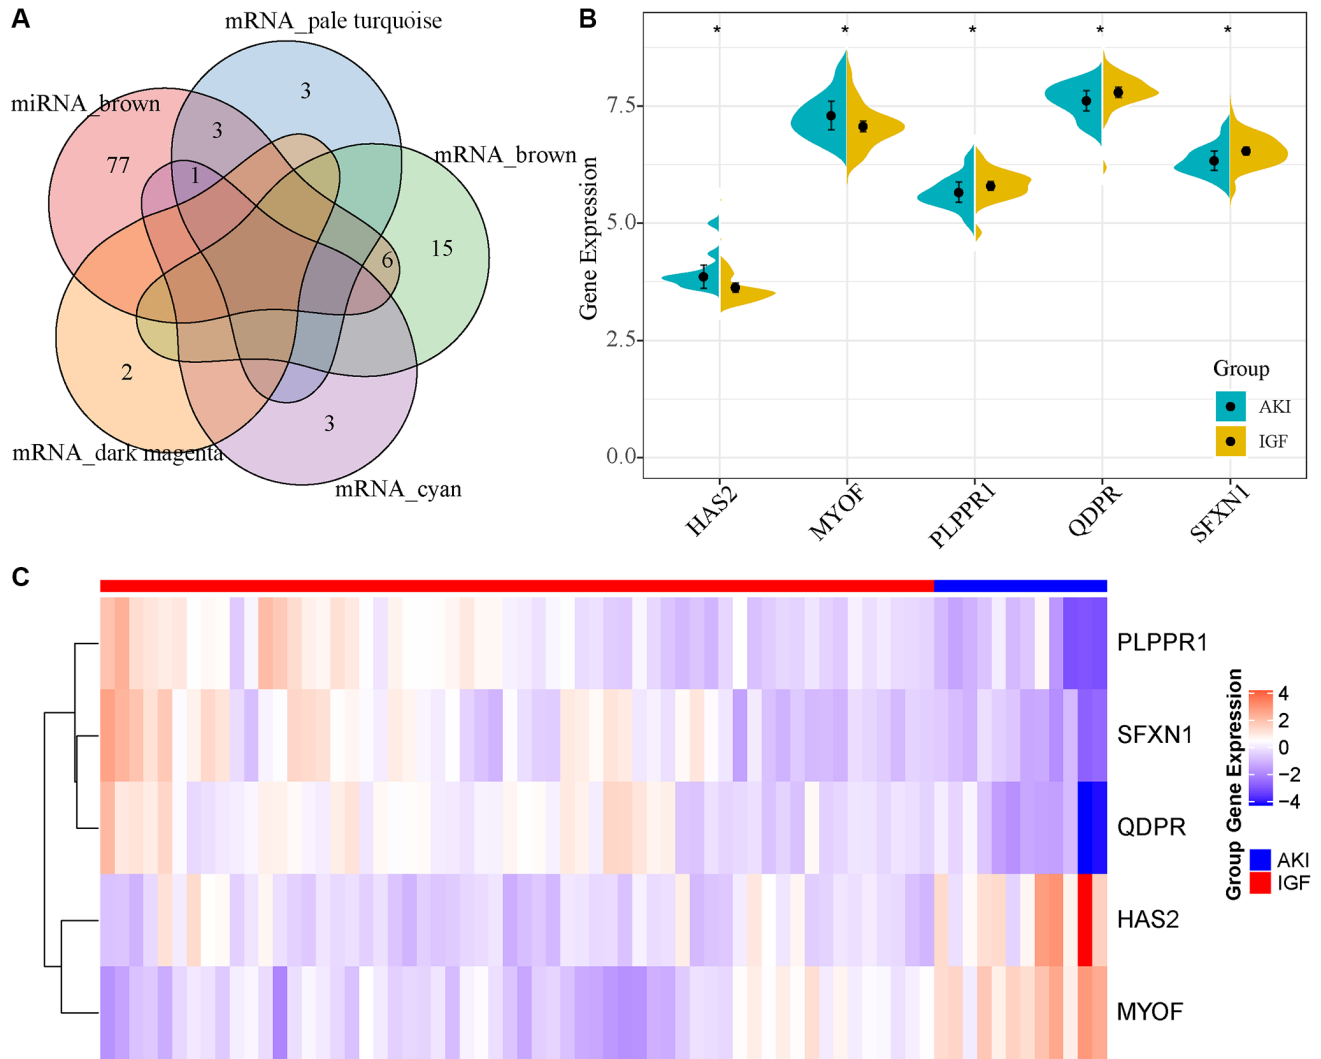 A
mRNA_pale turquoise
miRNA_brown
mRNA_brown
3
3
77
1
15
6
2
3
mRNA_dark magenta
mRNA_cyan
B
Gene Expression
7.5
5.0
2.5
0.0
* * * * *
Group
AKI
IGF
HAS2
MYOF
PLPPR1
QDPR
SFXN1
C
PLPPR1
SFXN1
QDPR
HAS2
MYOF
Gene Expression
4
2
0
−2
−4
Group
AKI
IGF